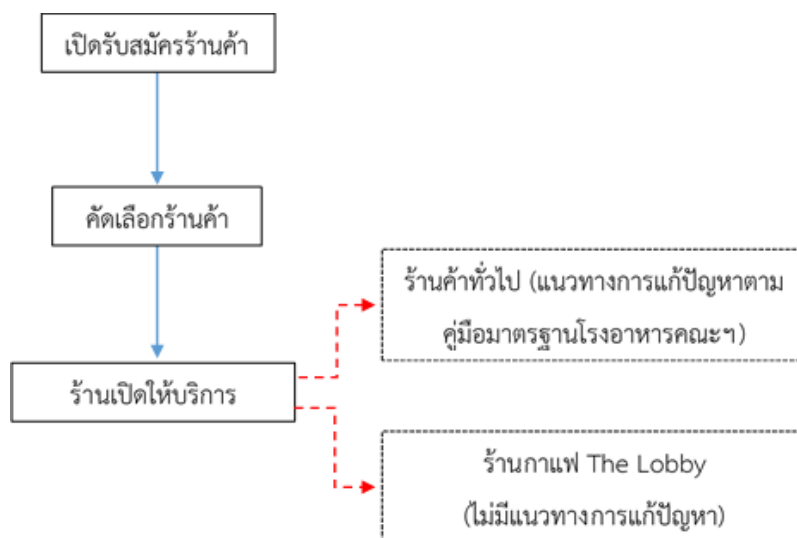 เปิดรับสมัครร้านค้า
คัดเลือกร้านค้า
ร้านค้าทั่วไป (แนวทางการแก้ปัญหาตาม
คู่มือมาตรฐานโรงอาหารคณะฯ)
ร้านเปิดให้บริการ
ร้านกาแฟ The Lobby
(ไม่มีแนวทางการแก้ปัญหา)